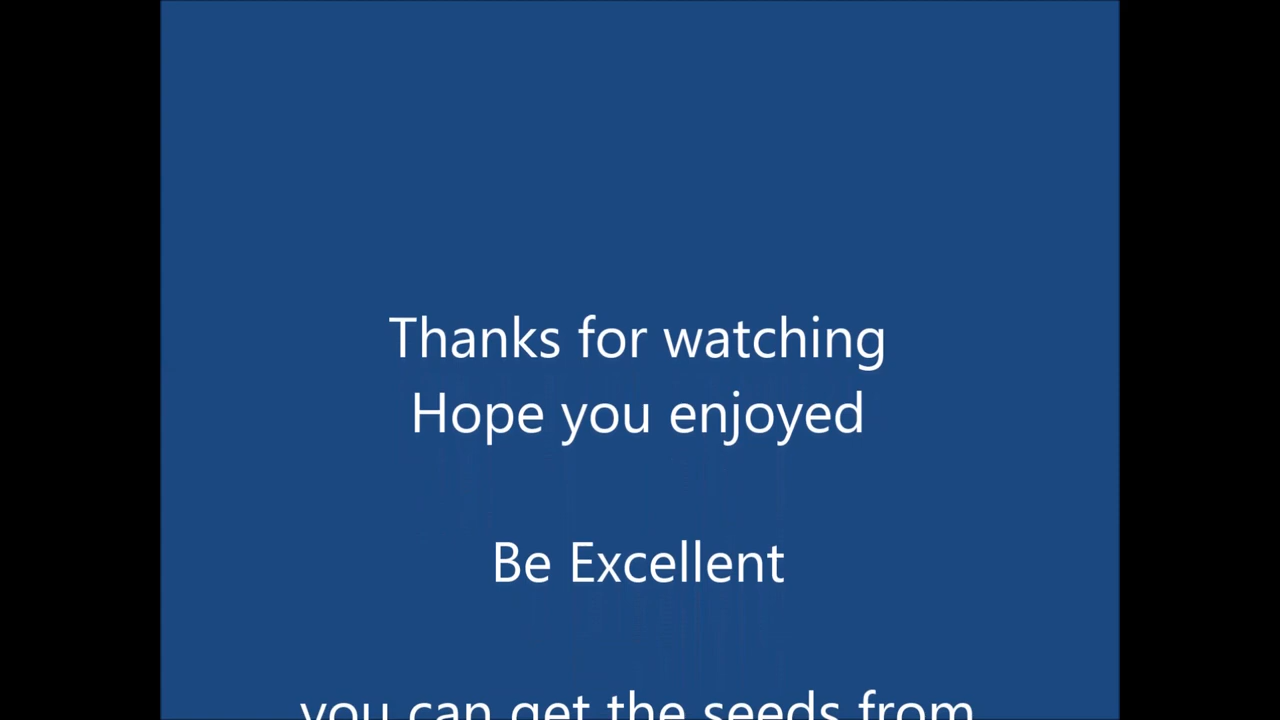 Thanks for watching
Hope you enjoyed
Be Excellent
you can get the seeds from